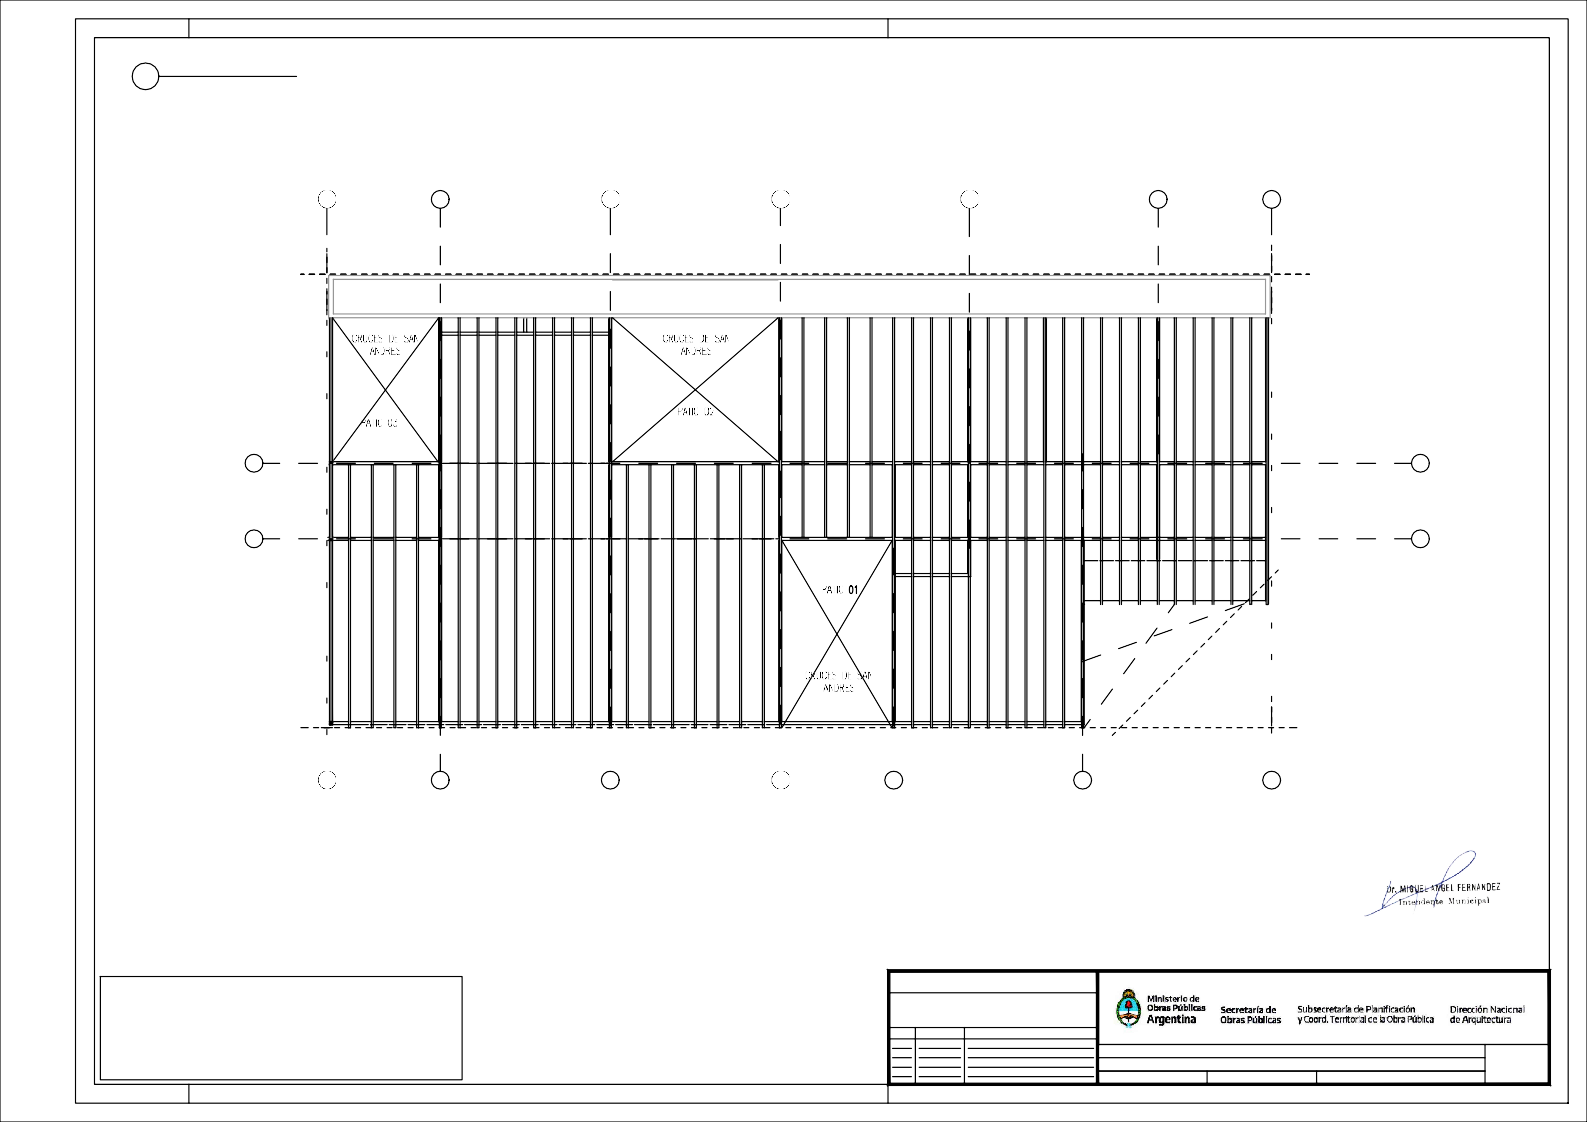 CRUCES DE SAN
ANDRES
PATIO 03
CRUCES DE SAN
ANDRES
PATIO 02
PATIO 01
CRUCES DE SAN
ANDRES
Dr. MIGUEL ANGEL FERNANDEZ
Intendente Municipal
Ministerio de
Obras Públicas
Argentina
Secretaría de
Obras Públicas
Subsecretaría de Planificación
y Coord. Territorial de la Obra Pública
Dirección Nacional
de Arquitectura